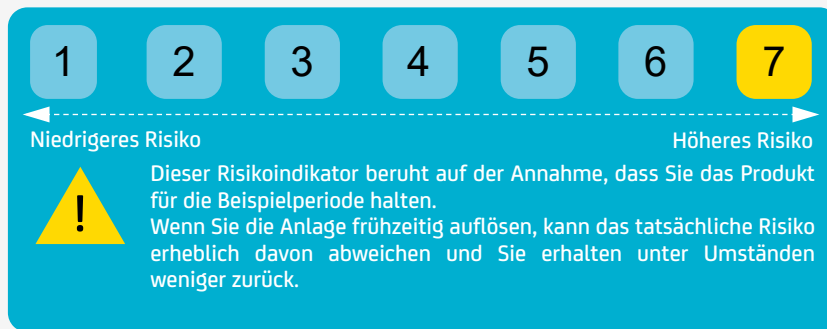 1 2 3 4 5 6 7
Niedrigeres Risiko Höheres Risiko
Dieser Risikoindikator beruht auf der Annahme, dass Sie das Produkt
für die Beispielperiode halten.
Wenn Sie die Anlage frühzeitig auflösen, kann das tatsächliche Risiko
erheblich davon abweichen und Sie erhalten unter Umständen
weniger zurück.
!